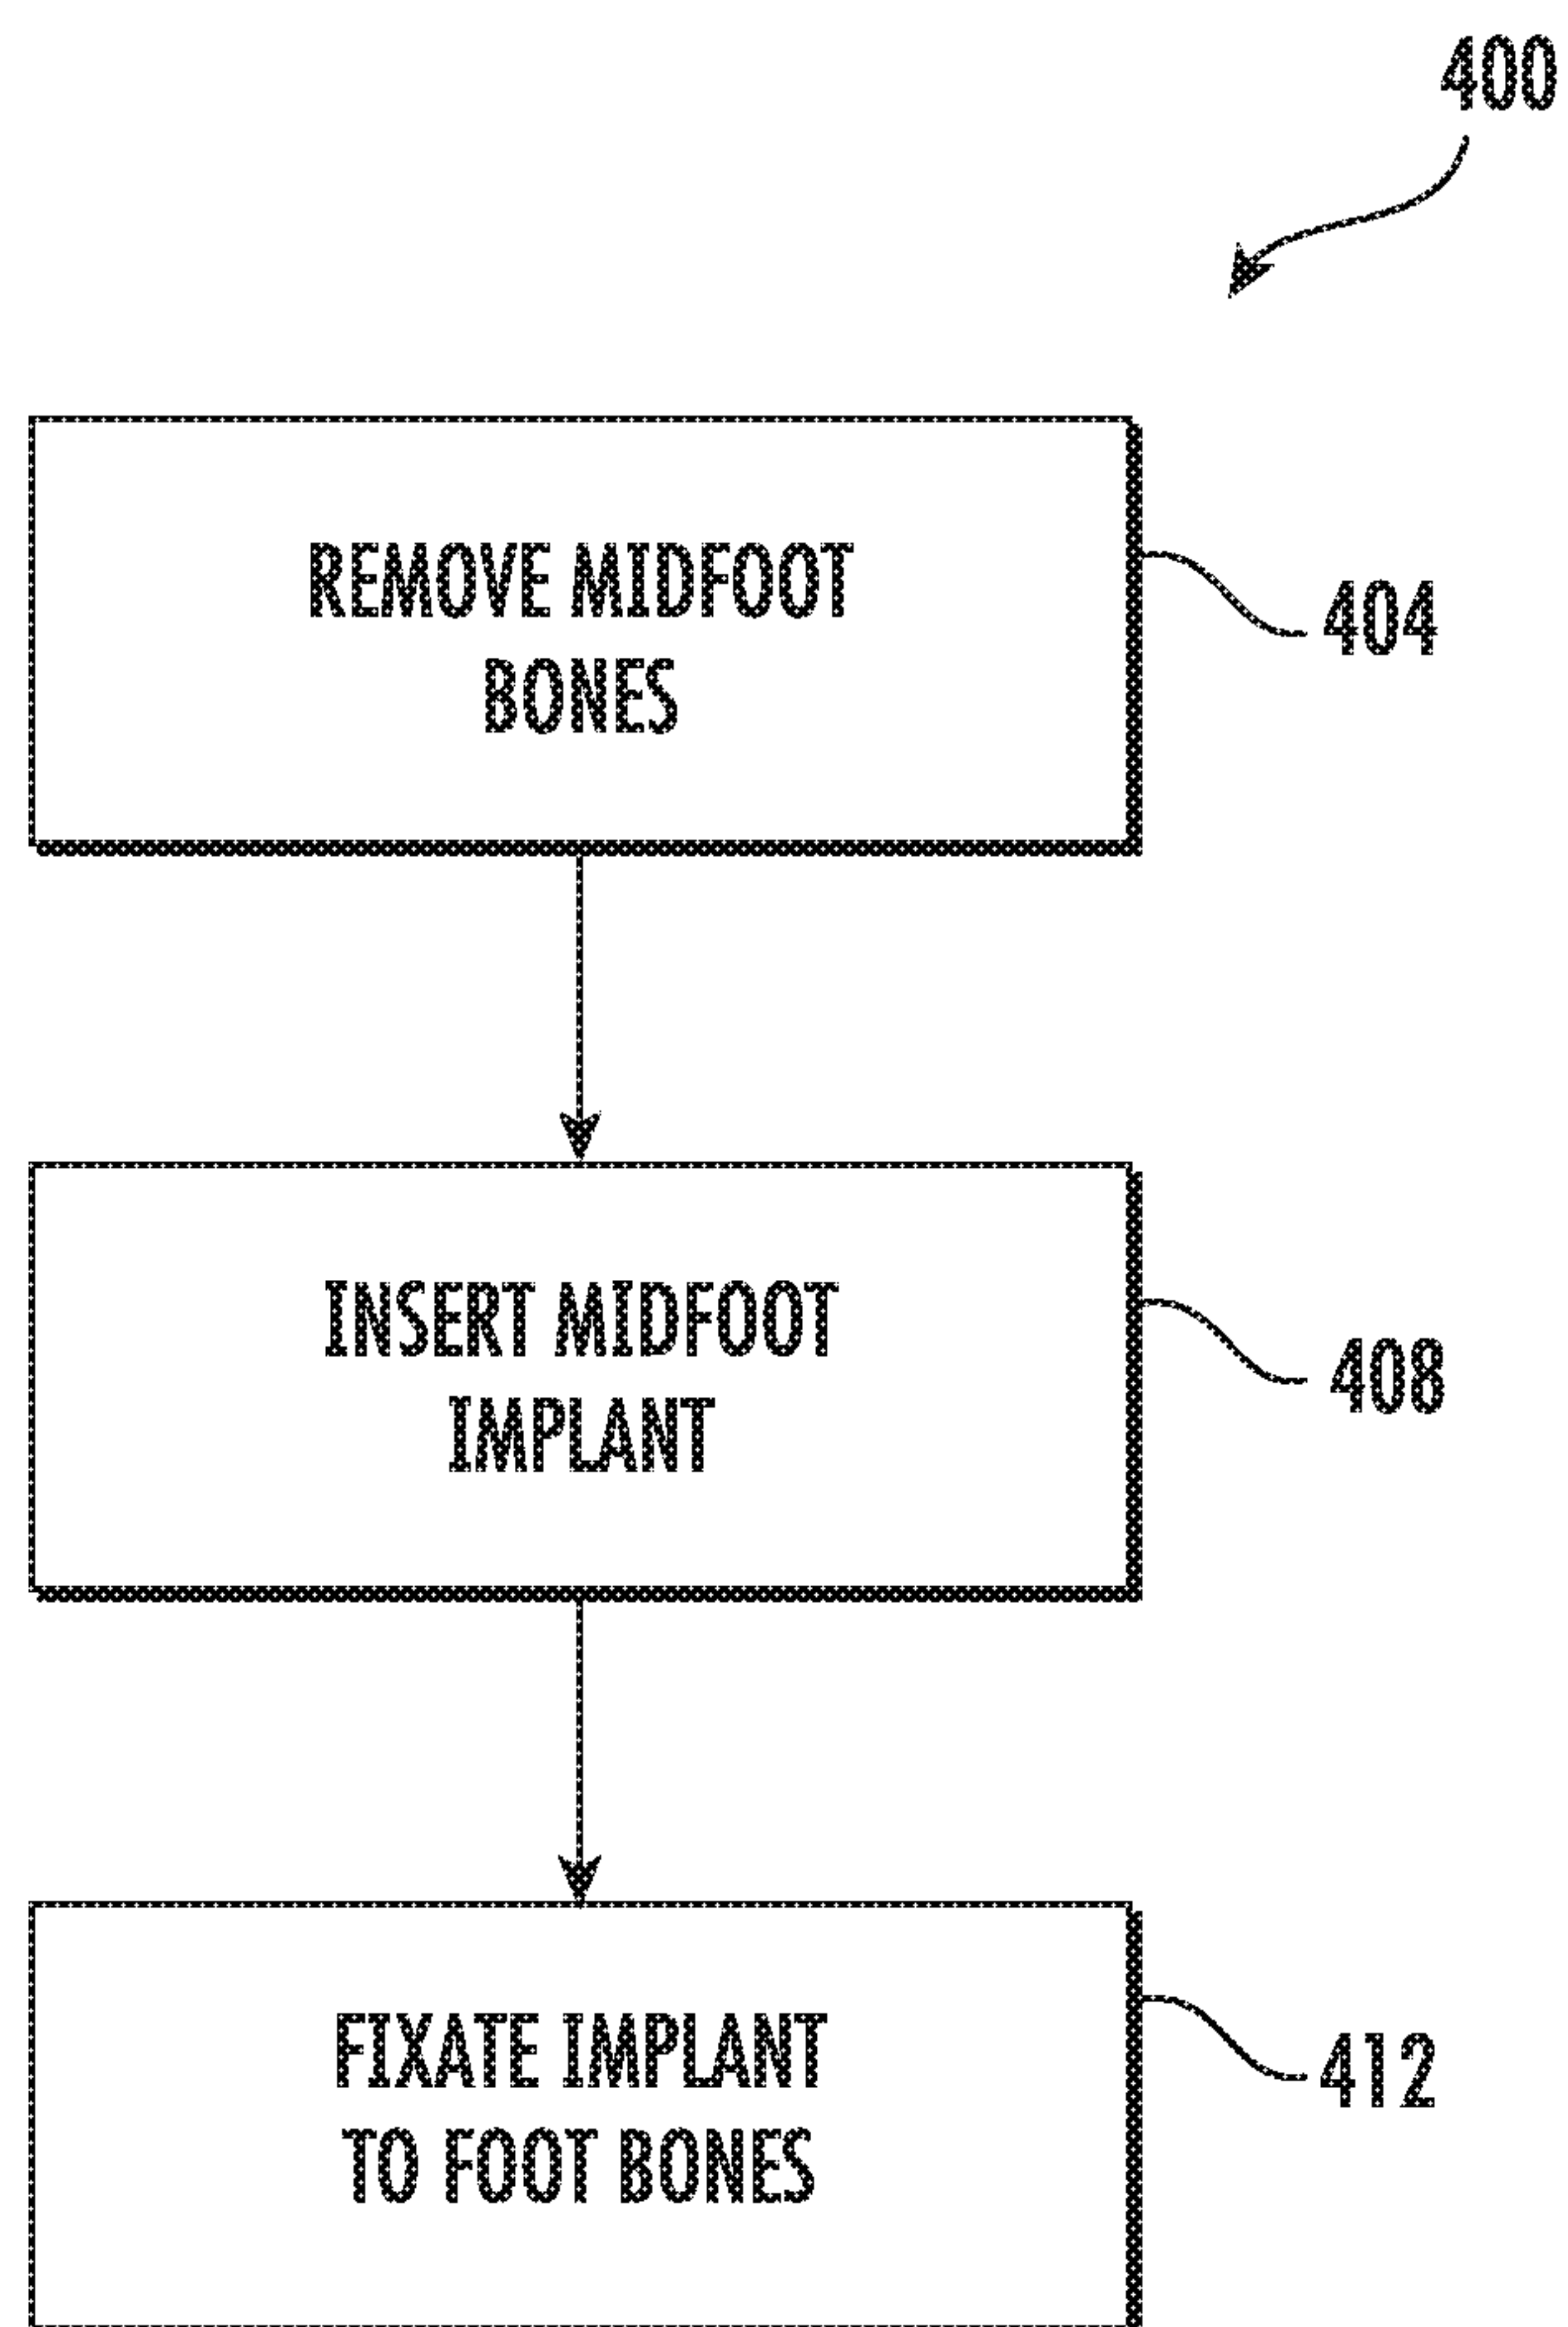 400
REMOVE MIDFOOT
BONES
404
INSERT MIDFOOT
IMPLANT
408
FIXATE IMPLANT
TO FOOT BONES
412